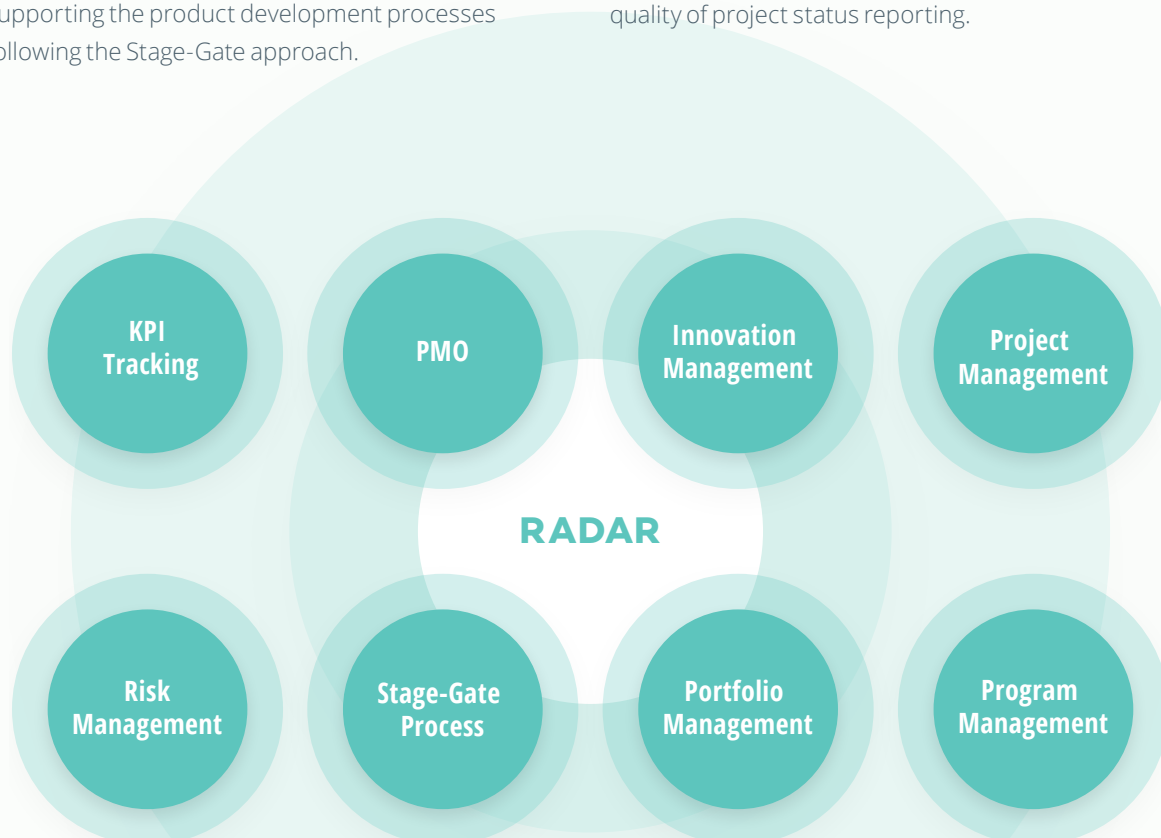 upporting the product development processes
ollowing the Stage-Gate approach.
quality of project status reporting.
KPI
Tracking
PMO
Innovation
Management
Project
Management
RADAR
Risk
Management
Stage-Gate
Process
Portfolio
Management
Program
Management